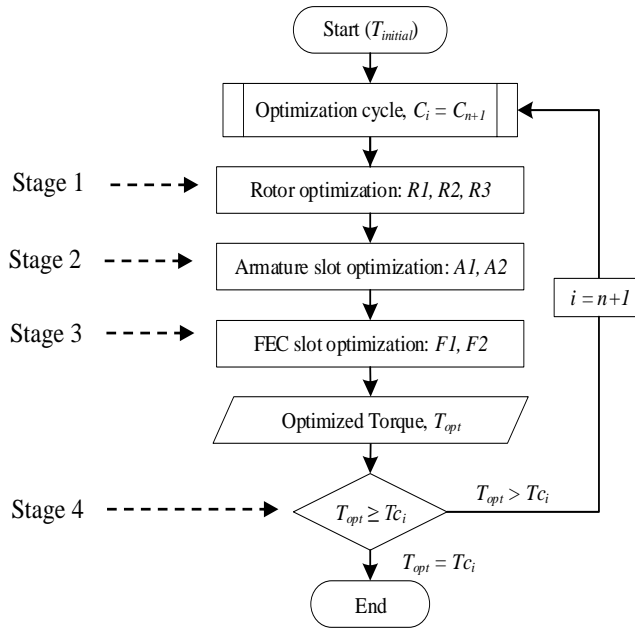 Start (T_initial)
Optimization cycle, C_i = C_n+1
Stage 1
Rotor optimization: R1, R2, R3
Stage 2
Armature slot optimization: A1, A2
i = n+1
Stage 3
FEC slot optimization: F1, F2
Optimized Torque, T_opt
Stage 4
T_opt ≥ Tc_i
T_opt > Tc_i
T_opt = Tc_i
End